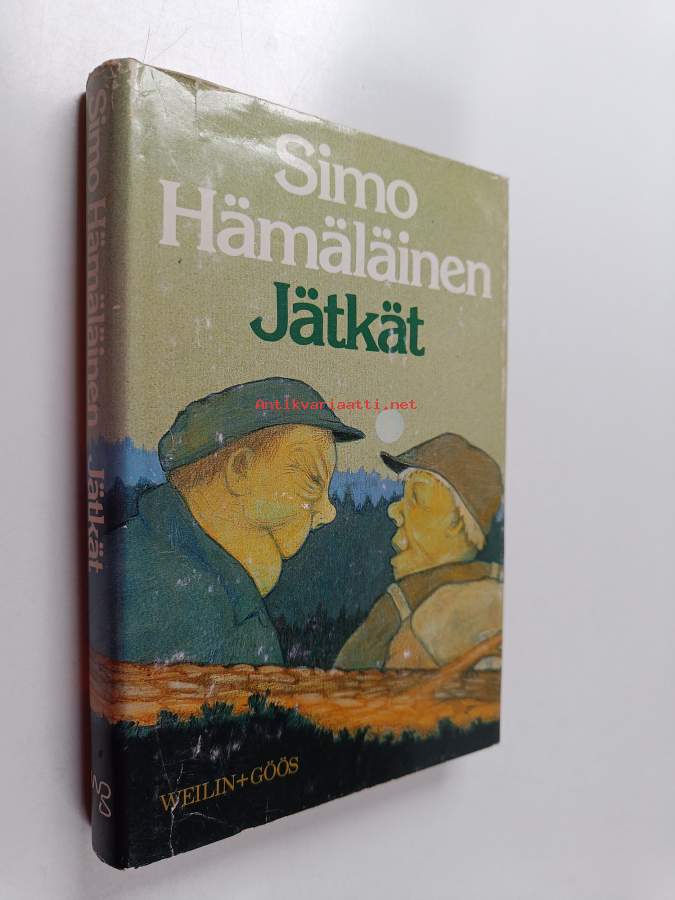 Simo
Hämäläinen
Jätkät
Antikvariaatti.net
WEILIN+GÖÖS
Simo Hämäläinen Jätkät